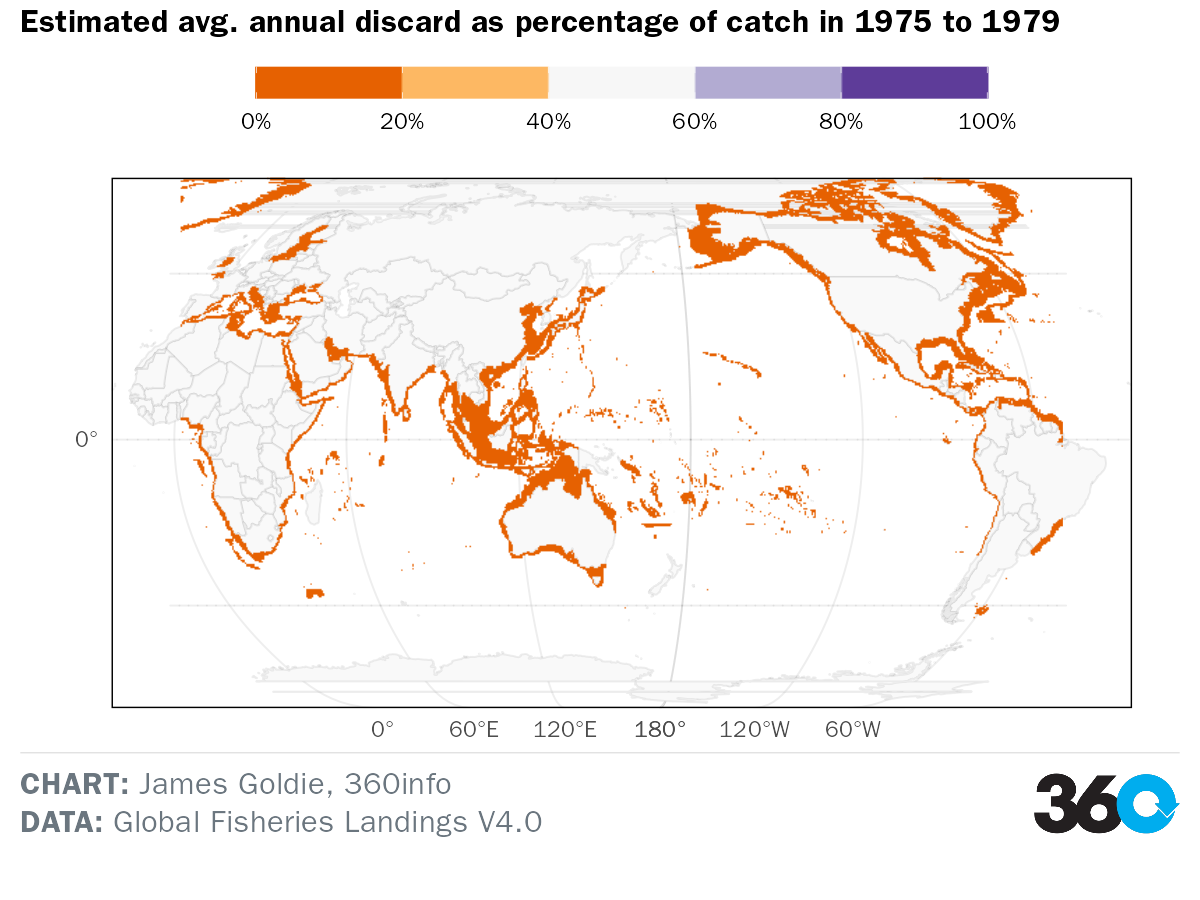 Estimated avg. annual discard as percentage of catch in 1975 to 1979
0% 20% 40% 60% 80% 100%
0°
0° 60°E 120°E 180° 120°W 60°W
CHART: James Goldie, 360info
DATA: Global Fisheries Landings V4.0
360